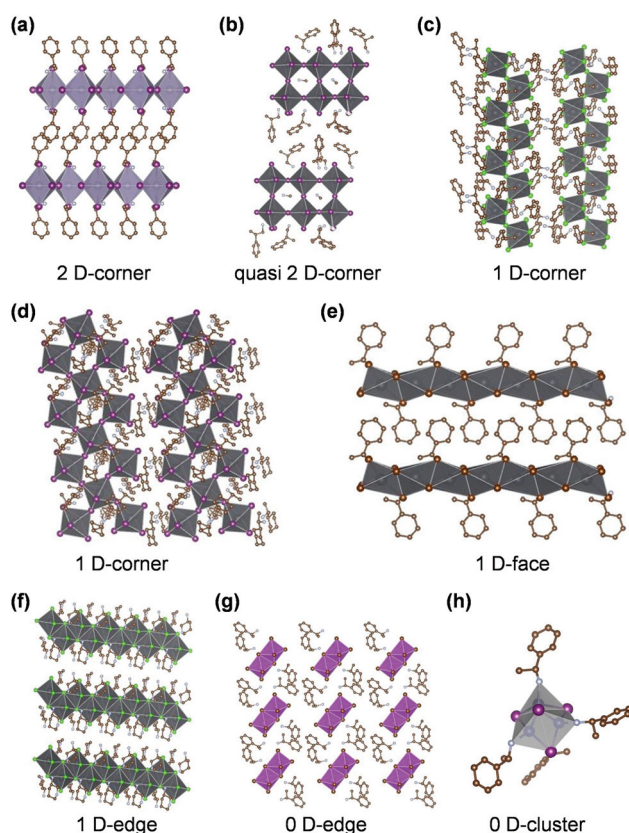 (a)
(b)
(c)
2 D-corner
quasi 2 D-corner
1 D-corner
(d)
(e)
1 D-corner
1 D-face
(f)
(g)
(h)
1 D-edge
0 D-edge
0 D-cluster